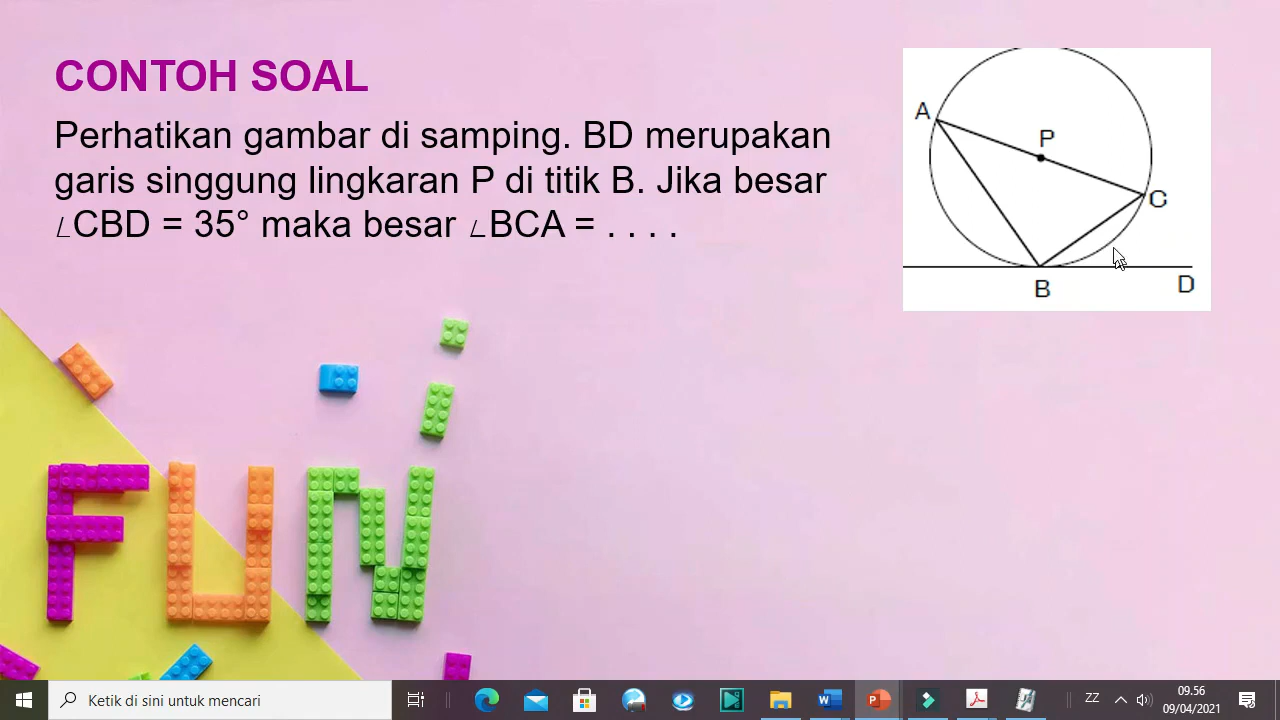 CONTOH SOAL
Perhatikan gambar di samping. BD merupakan
garis singgung lingkaran P di titik B. Jika besar
∠CBD = 35° maka besar ∠BCA = . . . .
A
P
C
B
D
FUN
Ketik di sini untuk mencari
ZZ
09.56
09/04/2021